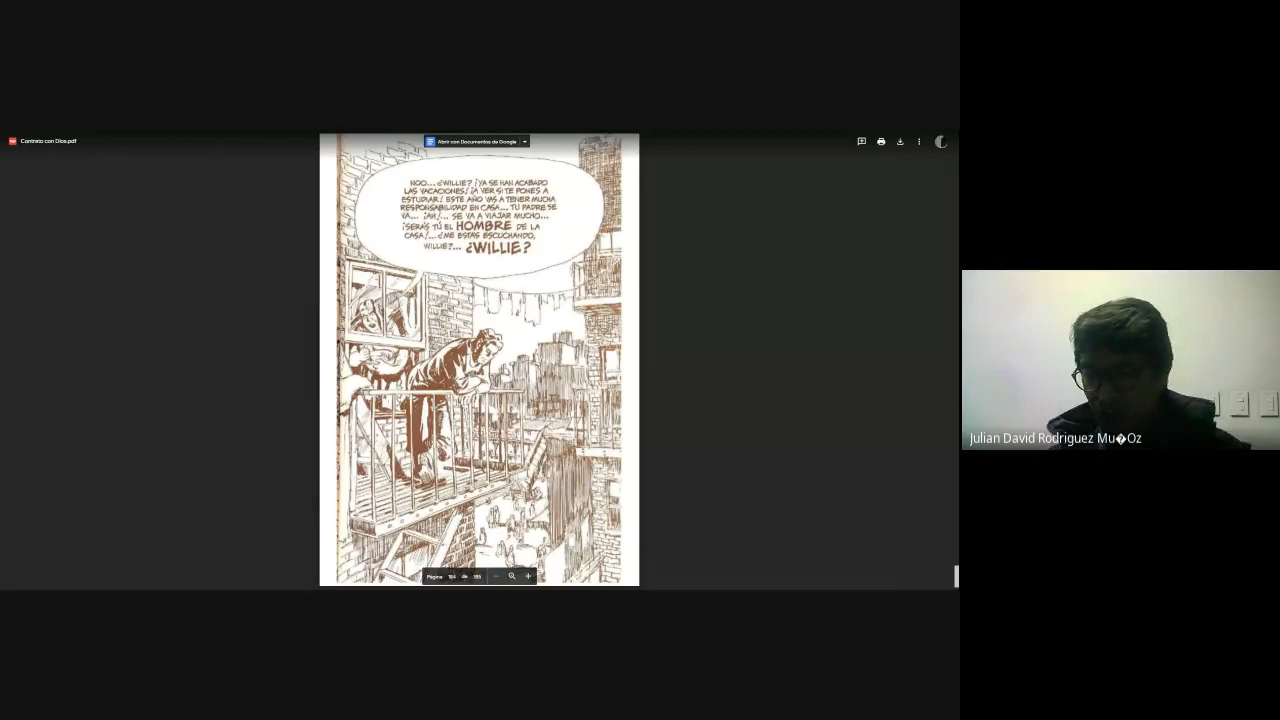 Contrato con Dios.pdf
Abrir con Documentos de Google
NOO... ¿WILLIE? ¡YA SE HAN ACABADO
LAS VACACIONES! ¡A VER SI TE PONES A
ESTUDIAR! ESTE AÑO VAS A TENER MUCHA
RESPONSABILIDAD EN CASA... TU PADRE SE
VA... ¡AH!... SE VA A VIAJAR MUCHO...
¡SERÁS TÚ EL HOMBRE DE LA
CASA!... ¿ME ESTÁS ESCUCHANDO,
WILLIE?... ¿WILLIE?
Página 184 de 185
Julian David Rodriguez Mu�Oz